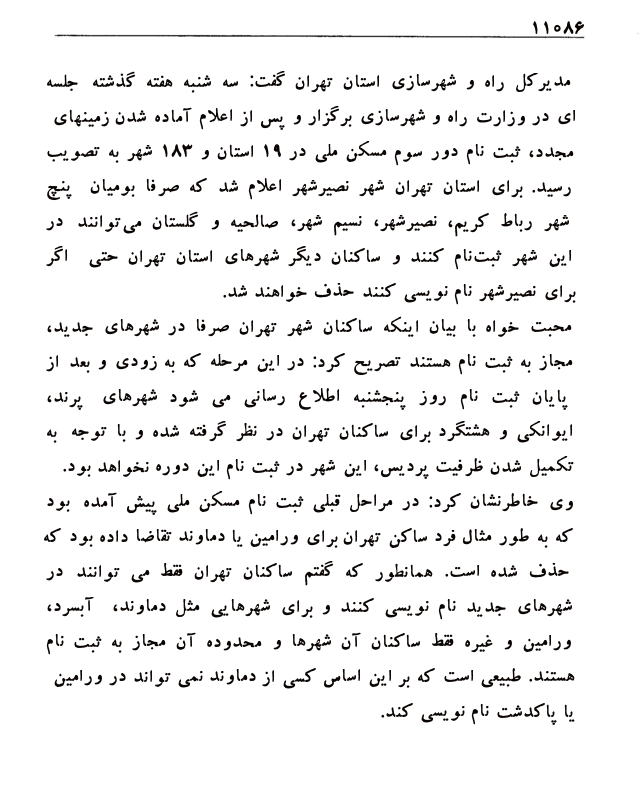 ۱۱۰۸۶
مدیرکل راه و شهرسازی استان تهران گفت: سه شنبه هفته گذشته جلسه
ای در وزارت راه و شهرسازی برگزار و پس از اعلام آماده شدن زمینهای
مجدد، ثبت نام دور سوم مسکن ملی در ۱۹ استان و ۱۸۳ شهر به تصویب
رسید. برای استان تهران شهر نصیرشهر اعلام شد که صرفا بومیان پنچ
شهر رباط کریم، نصیرشهر، نسیم شهر، صالحیه و گلستان می‌توانند در
این شهر ثبت‌نام کنند و ساکنان دیگر شهرهای استان تهران حتی اگر
برای نصیرشهر نام نویسی کنند حذف خواهند شد.
محبت خواه با بیان اینکه ساکنان شهر تهران صرفا در شهرهای جدید،
مجاز به ثبت نام هستند تصریح کرد: در این مرحله که به زودی و بعد از
پایان ثبت نام روز پنجشنبه اطلاع رسانی می شود شهرهای پرند،
ایوانکی و هشتگرد برای ساکنان تهران در نظر گرفته شده و با توجه به
تکمیل شدن ظرفیت پردیس، این شهر در ثبت نام این دوره نخواهد بود.
وی خاطرنشان کرد: در مراحل قبلی ثبت نام مسکن ملی پیش آمده بود
که به طور مثال فرد ساکن تهران برای ورامین یا دماوند تقاضا داده بود که
حذف شده است. همانطور که گفتم ساکنان تهران فقط می توانند در
شهرهای جدید نام نویسی کنند و برای شهرهایی مثل دماوند، آبسرد،
ورامین و غیره فقط ساکنان آن شهرها و محدوده آن مجاز به ثبت نام
هستند. طبیعی است که بر این اساس کسی از دماوند نمی تواند در ورامین
یا پاکدشت نام نویسی کند.